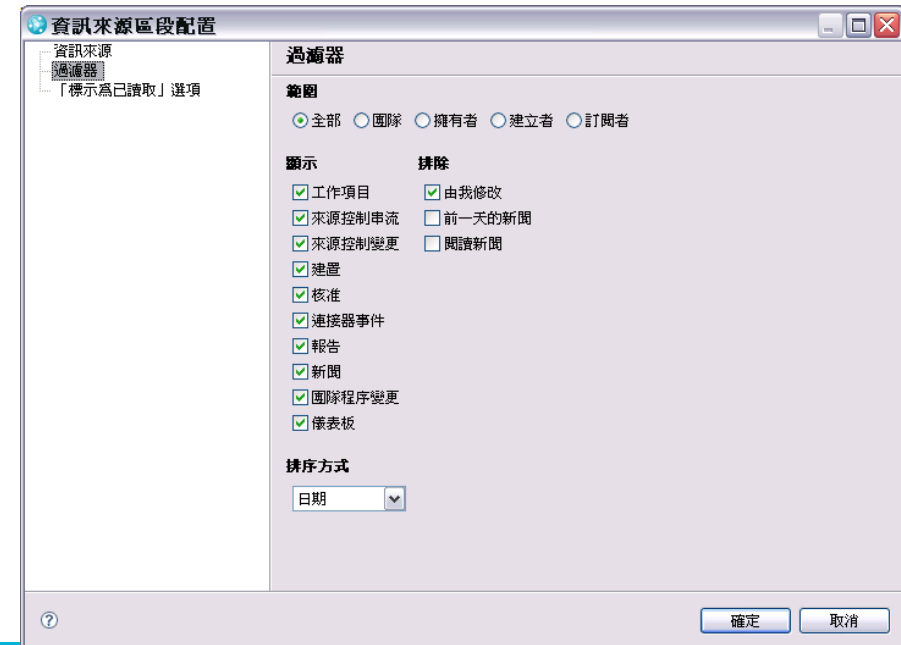 資訊來源區段配置
資訊來源
過濾器
「標示為已讀取」選項
過濾器
範圍
全部 團隊 擁有者 建立者 訂閱者
顯示 排除
工作項目 由我修改
來源控制串流 前一天的新聞
來源控制變更 閱讀新聞
建置
核准
連接器事件
報告
新聞
團隊程序變更
儀表板
排序方式
日期
? 確定 取消